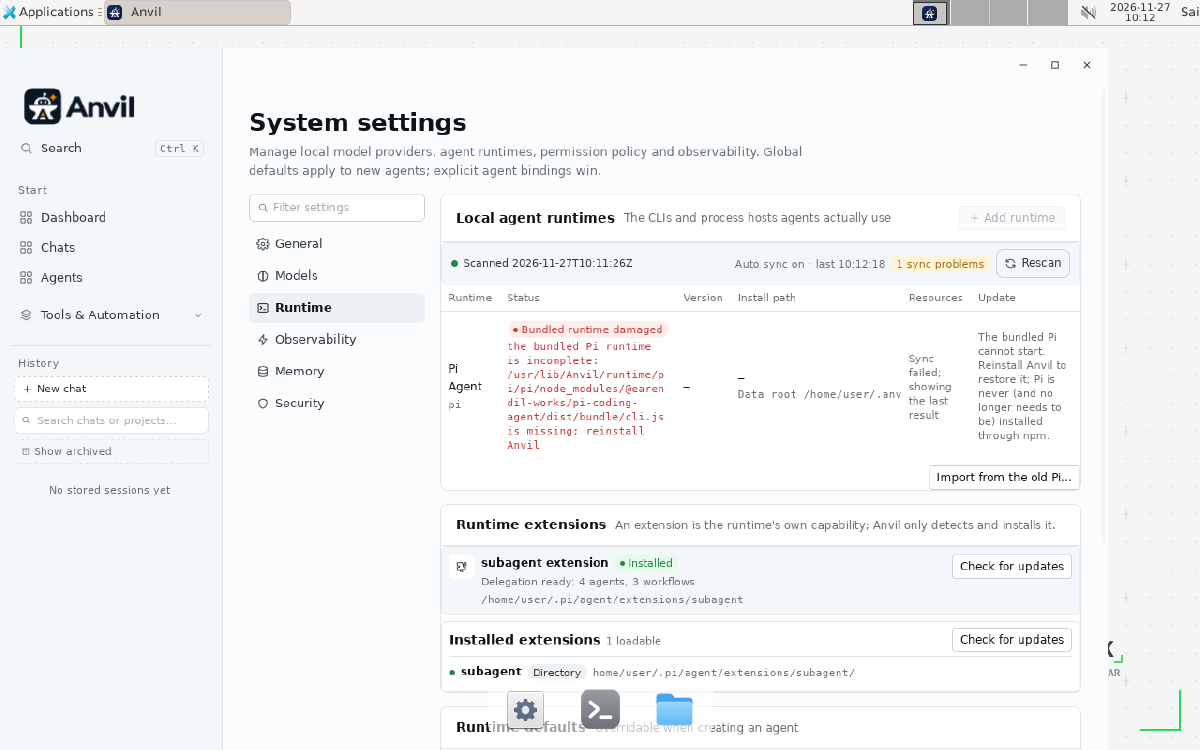 Applications
Anvil
2026-11-27
10:12
Sai
Anvil
Search
Ctrl K
Start
Dashboard
Chats
Agents
Tools & Automation
History
+ New chat
Search chats or projects...
Show archived
No stored sessions yet
System settings
Manage local model providers, agent runtimes, permission policy and observability. Global
defaults apply to new agents; explicit agent bindings win.
Filter settings
General
Models
Runtime
Observability
Memory
Security
Local agent runtimes
The CLIs and process hosts agents actually use
+ Add runtime
Scanned 2026-11-27T10:11:26Z
Auto sync on · last 10:12:18
1 sync problems
Rescan
Runtime
Status
Version
Install path
Resources
Update
Pi
Agent
pi
Bundled runtime damaged
the bundled Pi runtime
is incomplete:
/usr/lib/Anvil/runtime/p
i/pi/node_modules/@earen
dil-works/pi-coding-
agent/dist/bundle/cli.js
is missing: reinstall
Anvil
–
–
Data root /home/user/.anv
Sync
failed;
showing
the last
result
The bundled Pi
cannot start.
Reinstall Anvil to
restore it; Pi is
never (and no
longer needs to
be) installed
through npm.
Import from the old Pi...
Runtime extensions
An extension is the runtime's own capability; Anvil only detects and installs it.
subagent extension
Installed
Check for updates
Delegation ready: 4 agents, 3 workflows
/home/user/.pi/agent/extensions/subagent
Installed extensions
1 loadable
Check for updates
subagent
Directory
home/user/.pi/agent/extensions/subagent/
Runtime defaults
Overridable when creating an agent
AR